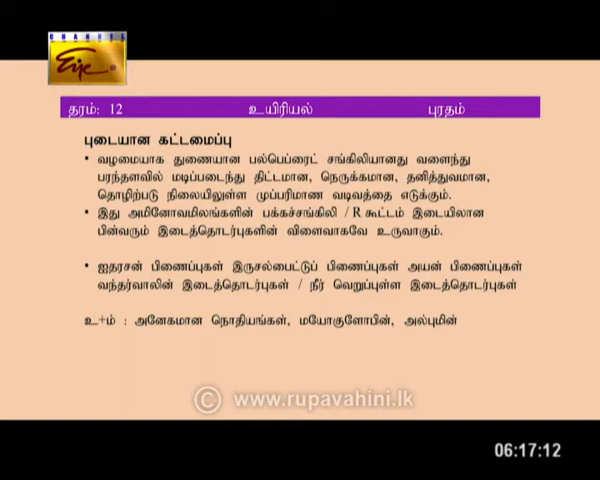 CHANNEL
Eye
தரம்: 12 உயிரியல் புரதம்
புடையான கட்டமைப்பு
• வழமையாக துணையான பல்பெப்ரைட் சங்கிலியானது வளைந்து
பரந்தளவில் மடிப்படைந்து திட்டமான, நெருக்கமான, தனித்துவமான,
தொழிற்படு நிலையிலுள்ள முப்பரிமாண வடிவத்தை எடுக்கும்.
• இது அமினோவமிலங்களின் பக்கச்சங்கிலி / R கூட்டம் இடையிலான
பின்வரும் இடைத்தொடர்புகளின் விளைவாகவே உருவாகும்.
• ஐதரசன் பிணைப்புகள் இருசல்பைட்டுப் பிணைப்புகள் அயன் பிணைப்புகள்
வந்தர்வாலின் இடைத்தொடர்புகள் / நீர் வெறுப்புள்ள இடைத்தொடர்புகள்
உ+ம் : அனேகமான நொதியங்கள், மயோகுளோபின், அல்புமின்
© www.rupavahini.lk
06:17:12